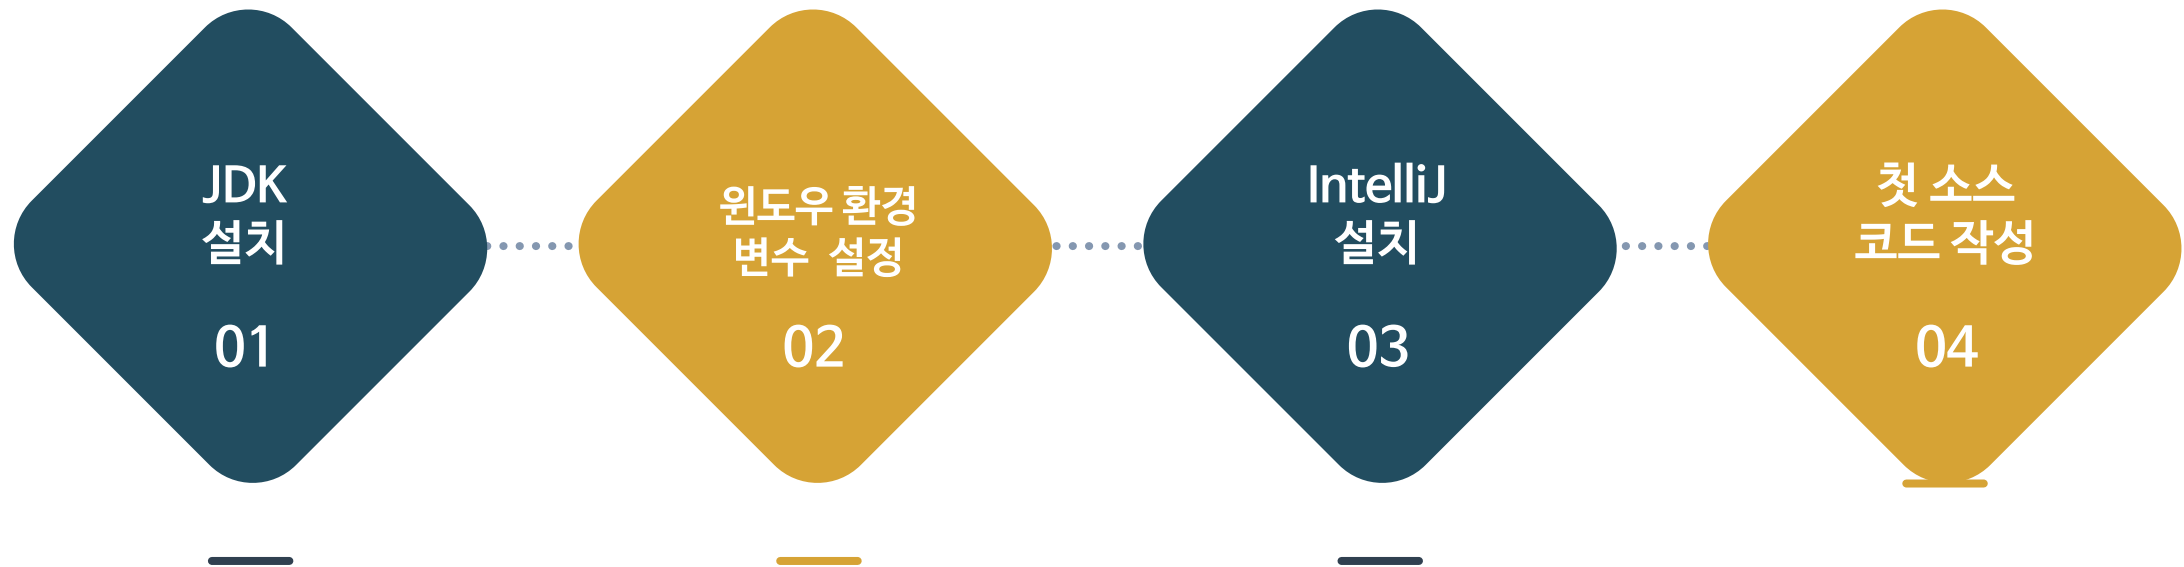 JDK
설치
01
윈도우 환경
변수 설정
02
IntelliJ
설치
03
첫 소스
코드 작성
04